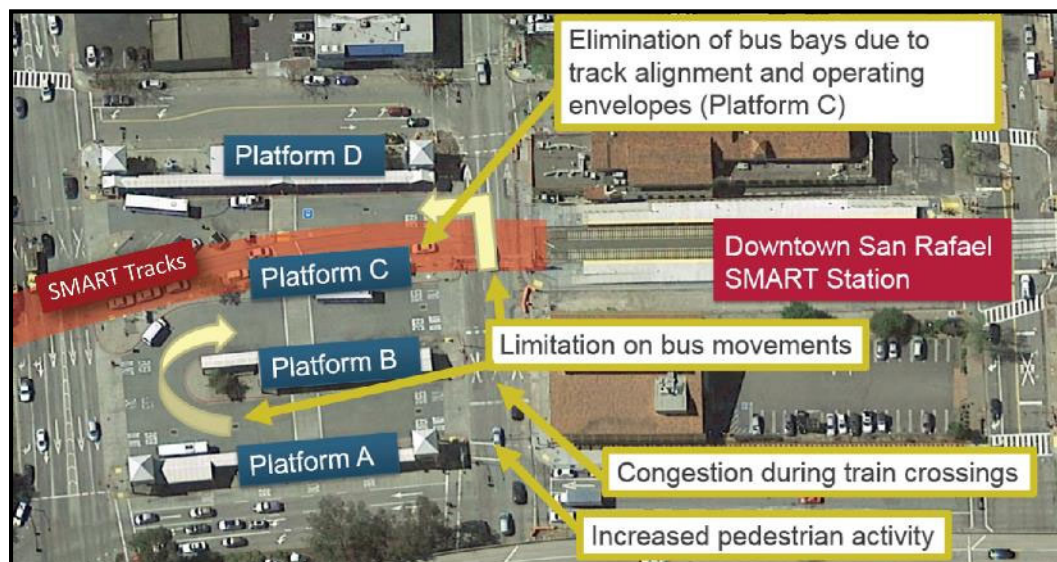 Elimination of bus bays due to
track alignment and operating
envelopes (Platform C)
Platform D
SMART Tracks
Platform C
Downtown San Rafael
SMART Station
Limitation on bus movements
Platform B
Platform A
Congestion during train crossings
Increased pedestrian activity